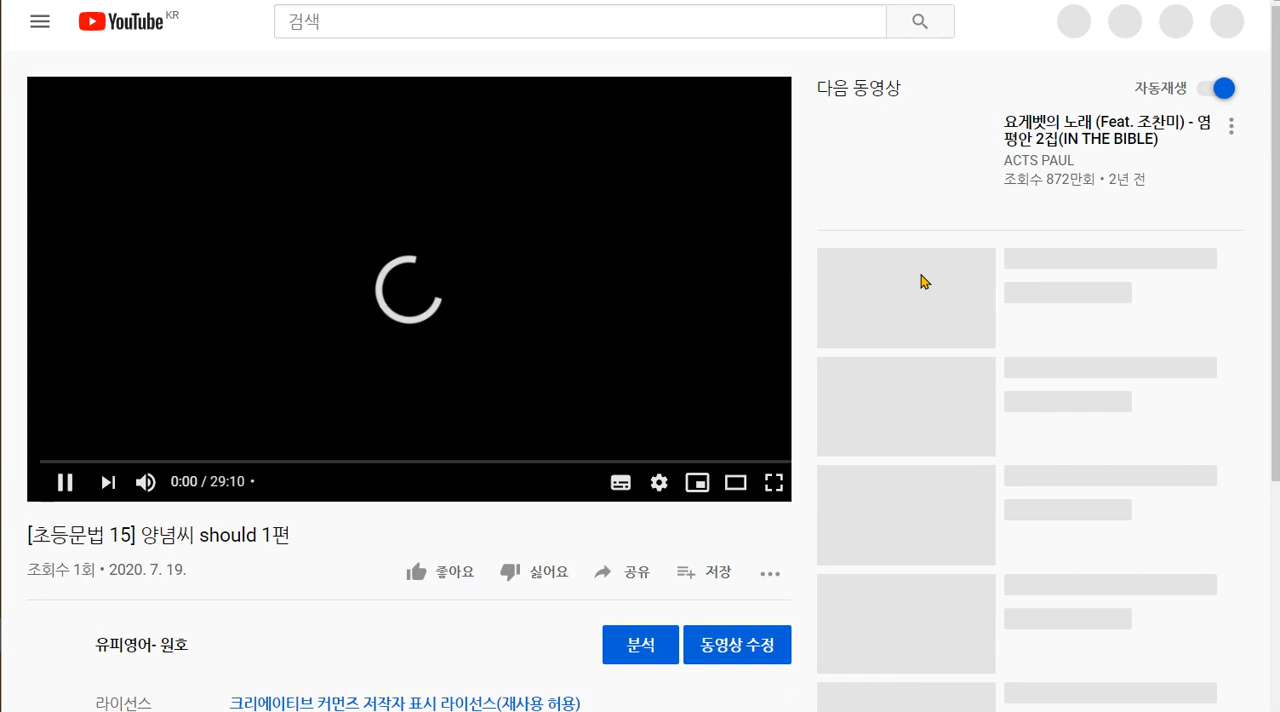 YouTube KR
검색
다음 동영상
자동재생
요게벳의 노래 (Feat. 조찬미) - 염
평안 2집(IN THE BIBLE)
ACTS PAUL
조회수 872만회 • 2년 전
0:00 / 29:10 •
[초등문법 15] 양념씨 should 1편
조회수 1회 • 2020. 7. 19.
좋아요
싫어요
공유
저장
유피영어- 원호
분석
동영상 수정
라이선스
크리에이티브 커먼즈 저작자 표시 라이선스(재사용 허용)